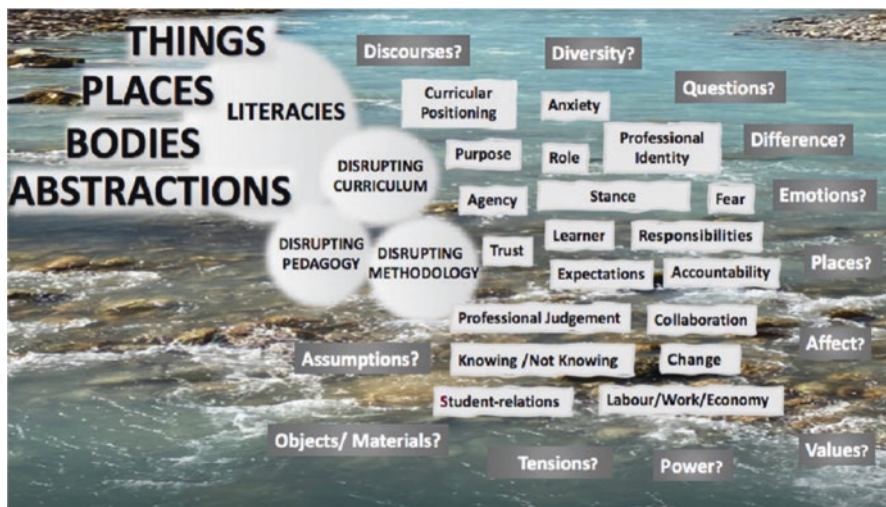 THINGS
PLACES
BODIES
ABSTRACTIONS
LITERACIES
DISRUPTING
CURRICULUM
DISRUPTING
PEDAGOGY
DISRUPTING
METHODOLOGY
Discourses?
Diversity?
Questions?
Curricular
Positioning
Anxiety
Purpose
Role
Professional
Identity
Difference?
Agency
Stance
Fear
Emotions?
Trust
Learner
Responsibilities
Expectations
Accountability
Places?
Professional Judgement
Collaboration
Affect?
Assumptions?
Knowing /Not Knowing
Change
Student-relations
Labour/Work/Economy
Objects/ Materials?
Tensions?
Power?
Values?